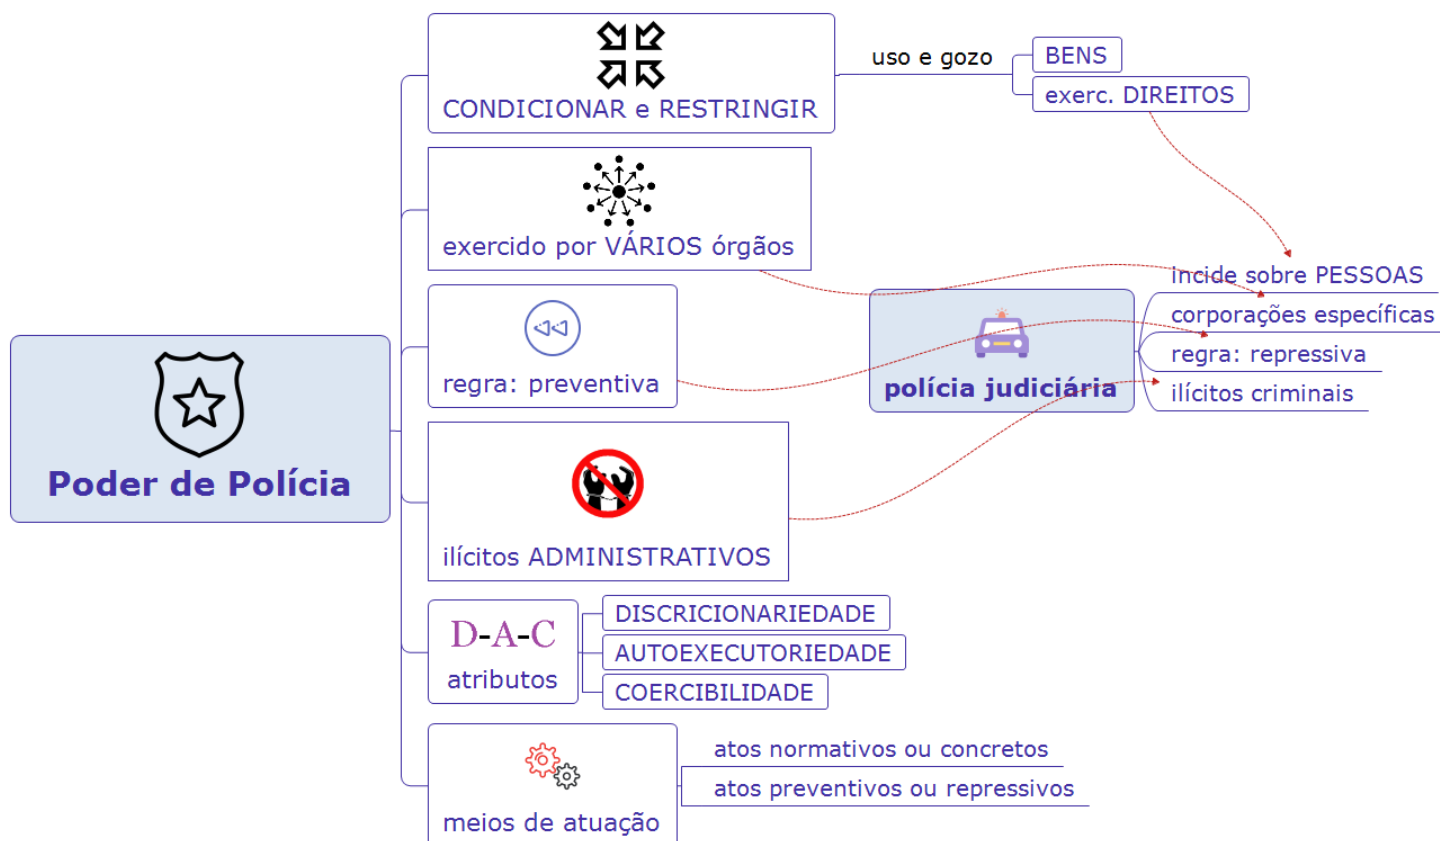 Poder de Polícia
CONDICIONAR e RESTRINGIR
uso e gozo
BENS
exerc. DIREITOS
exercido por VÁRIOS órgãos
regra: preventiva
ilícitos ADMINISTRATIVOS
polícia judiciária
incide sobre PESSOAS
corporações específicas
regra: repressiva
ilícitos criminais
D-A-C
atributos
DISCRICIONARIEDADE
AUTOEXECUTORIEDADE
COERCIBILIDADE
meios de atuação
atos normativos ou concretos
atos preventivos ou repressivos